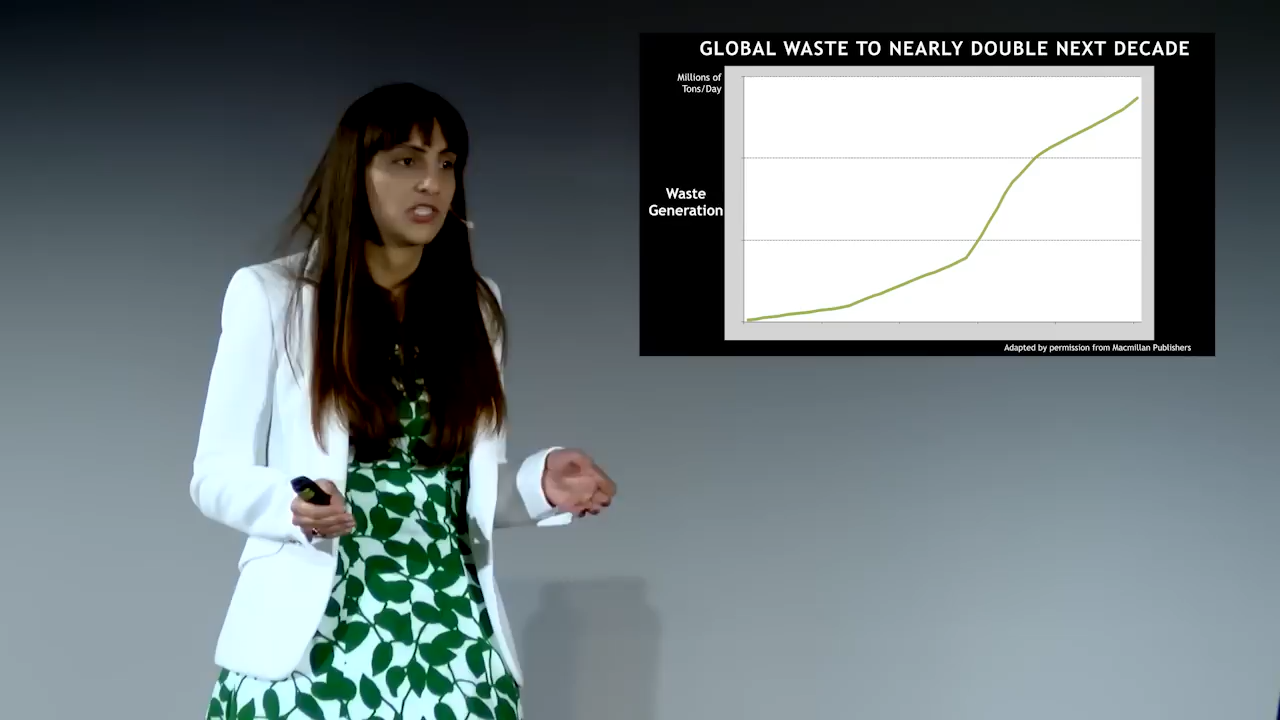 GLOBAL WASTE TO NEARLY DOUBLE NEXT DECADE
Millions of
Tons/Day
Waste
Generation
Adapted by permission from Macmillan Publishers